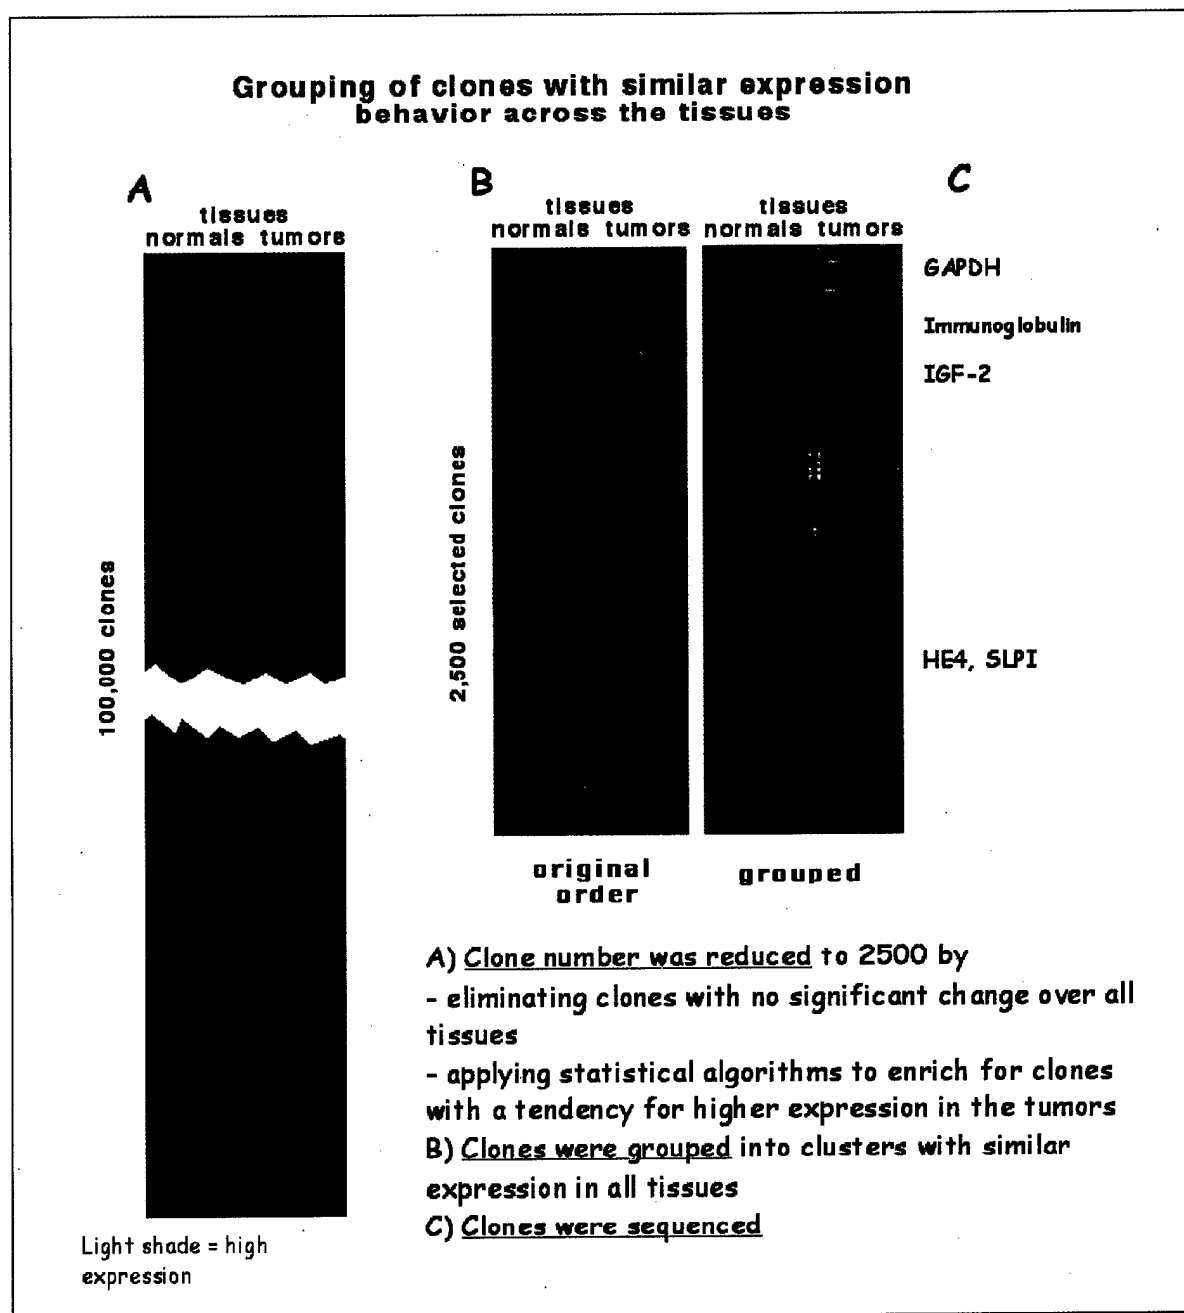 Grouping of clones with similar expression
behavior across the tissues
A
B
C
tissues
normals tumors
tissues
normals tumors
tissues
normals tumors
100,000 clones
2,500 selected clones
GAPDH
Immunoglobulin
IGF-2
HE4, SLPI
original
order
grouped
A) Clone number was reduced to 2500 by
- eliminating clones with no significant change over all
tissues
- applying statistical algorithms to enrich for clones
with a tendency for higher expression in the tumors
B) Clones were grouped into clusters with similar
expression in all tissues
C) Clones were sequenced
Light shade = high
expression